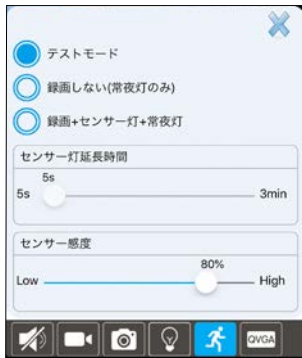 テストモード
録画しない(常夜灯のみ)
録画+センサー灯+常夜灯
センサー灯延長時間
5s
5s 3min
センサー感度
80%
Low High
QVGA